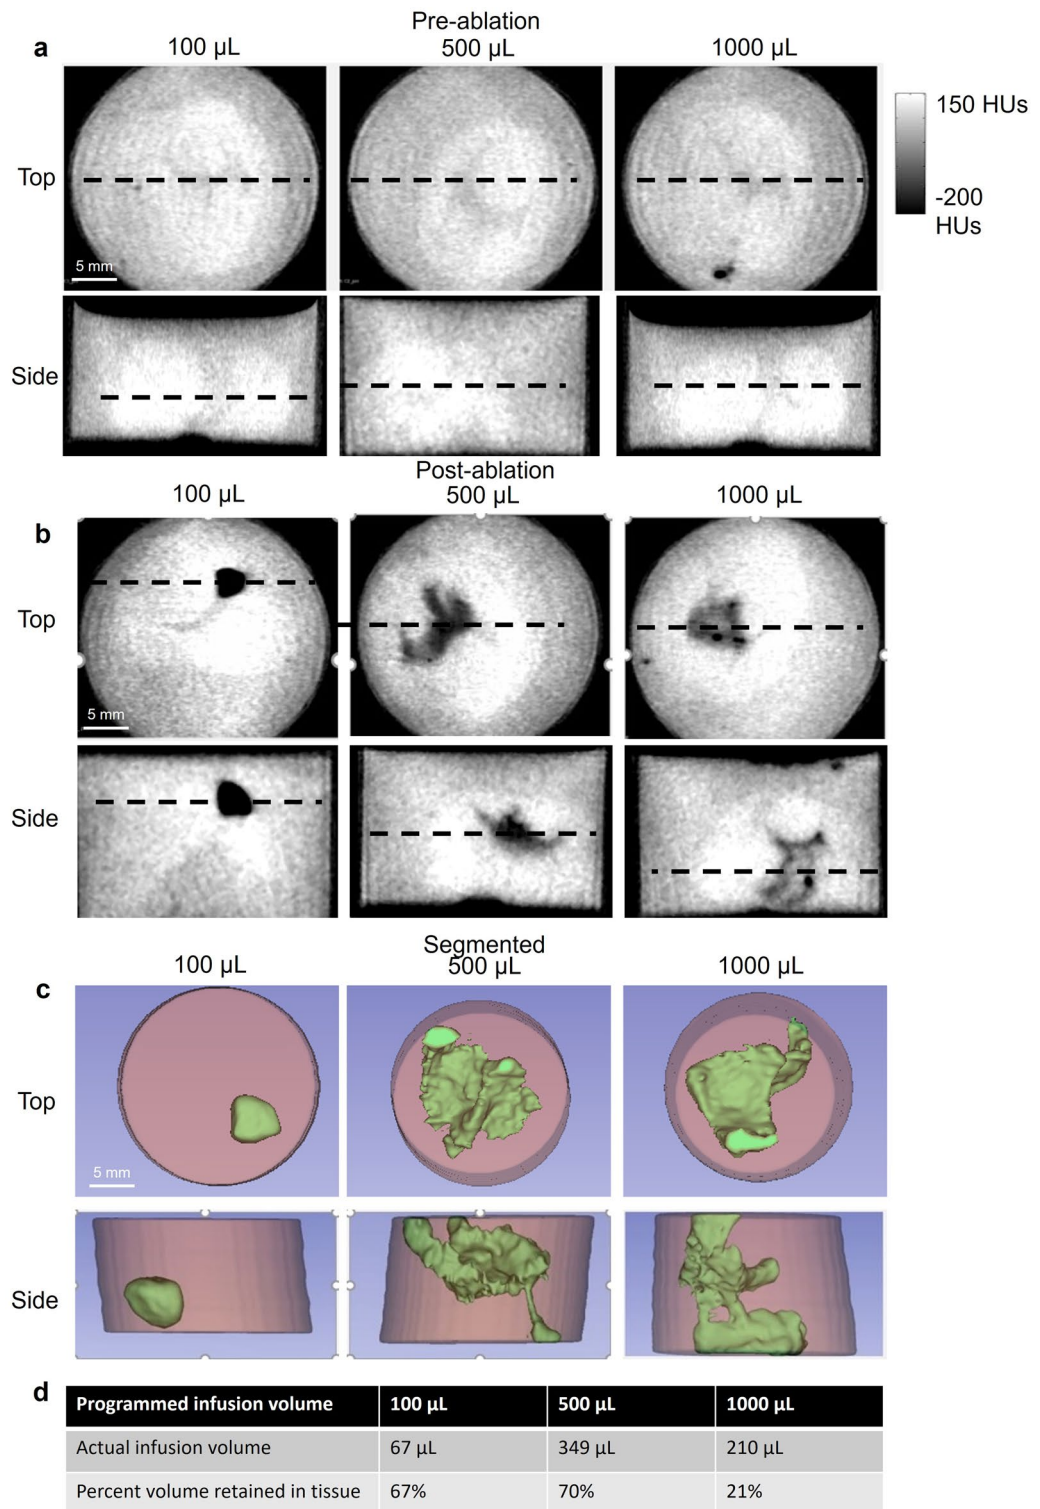 Pre-ablation
a
100 µL
500 µL
1000 µL
150 HUs
-200
HUs
Top
5 mm
Side
Post-ablation
b
100 µL
500 µL
1000 µL
Top
5 mm
Side
Segmented
c
100 µL
500 µL
1000 µL
Top
5 mm
Side
d
Programmed infusion volume 100 µL 500 µL 1000 µL
Actual infusion volume 67 µL 349 µL 210 µL
Percent volume retained in tissue 67% 70% 21%